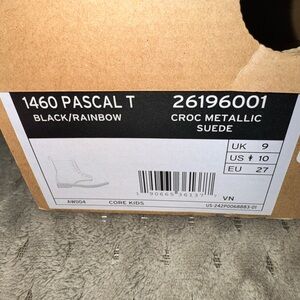 1460 PASCAL T
BLACK/RAINBOW
26196001
CROC METALLIC
SUEDE
UK 9
US 10
EU 27
AW004
CORE KIDS
VN